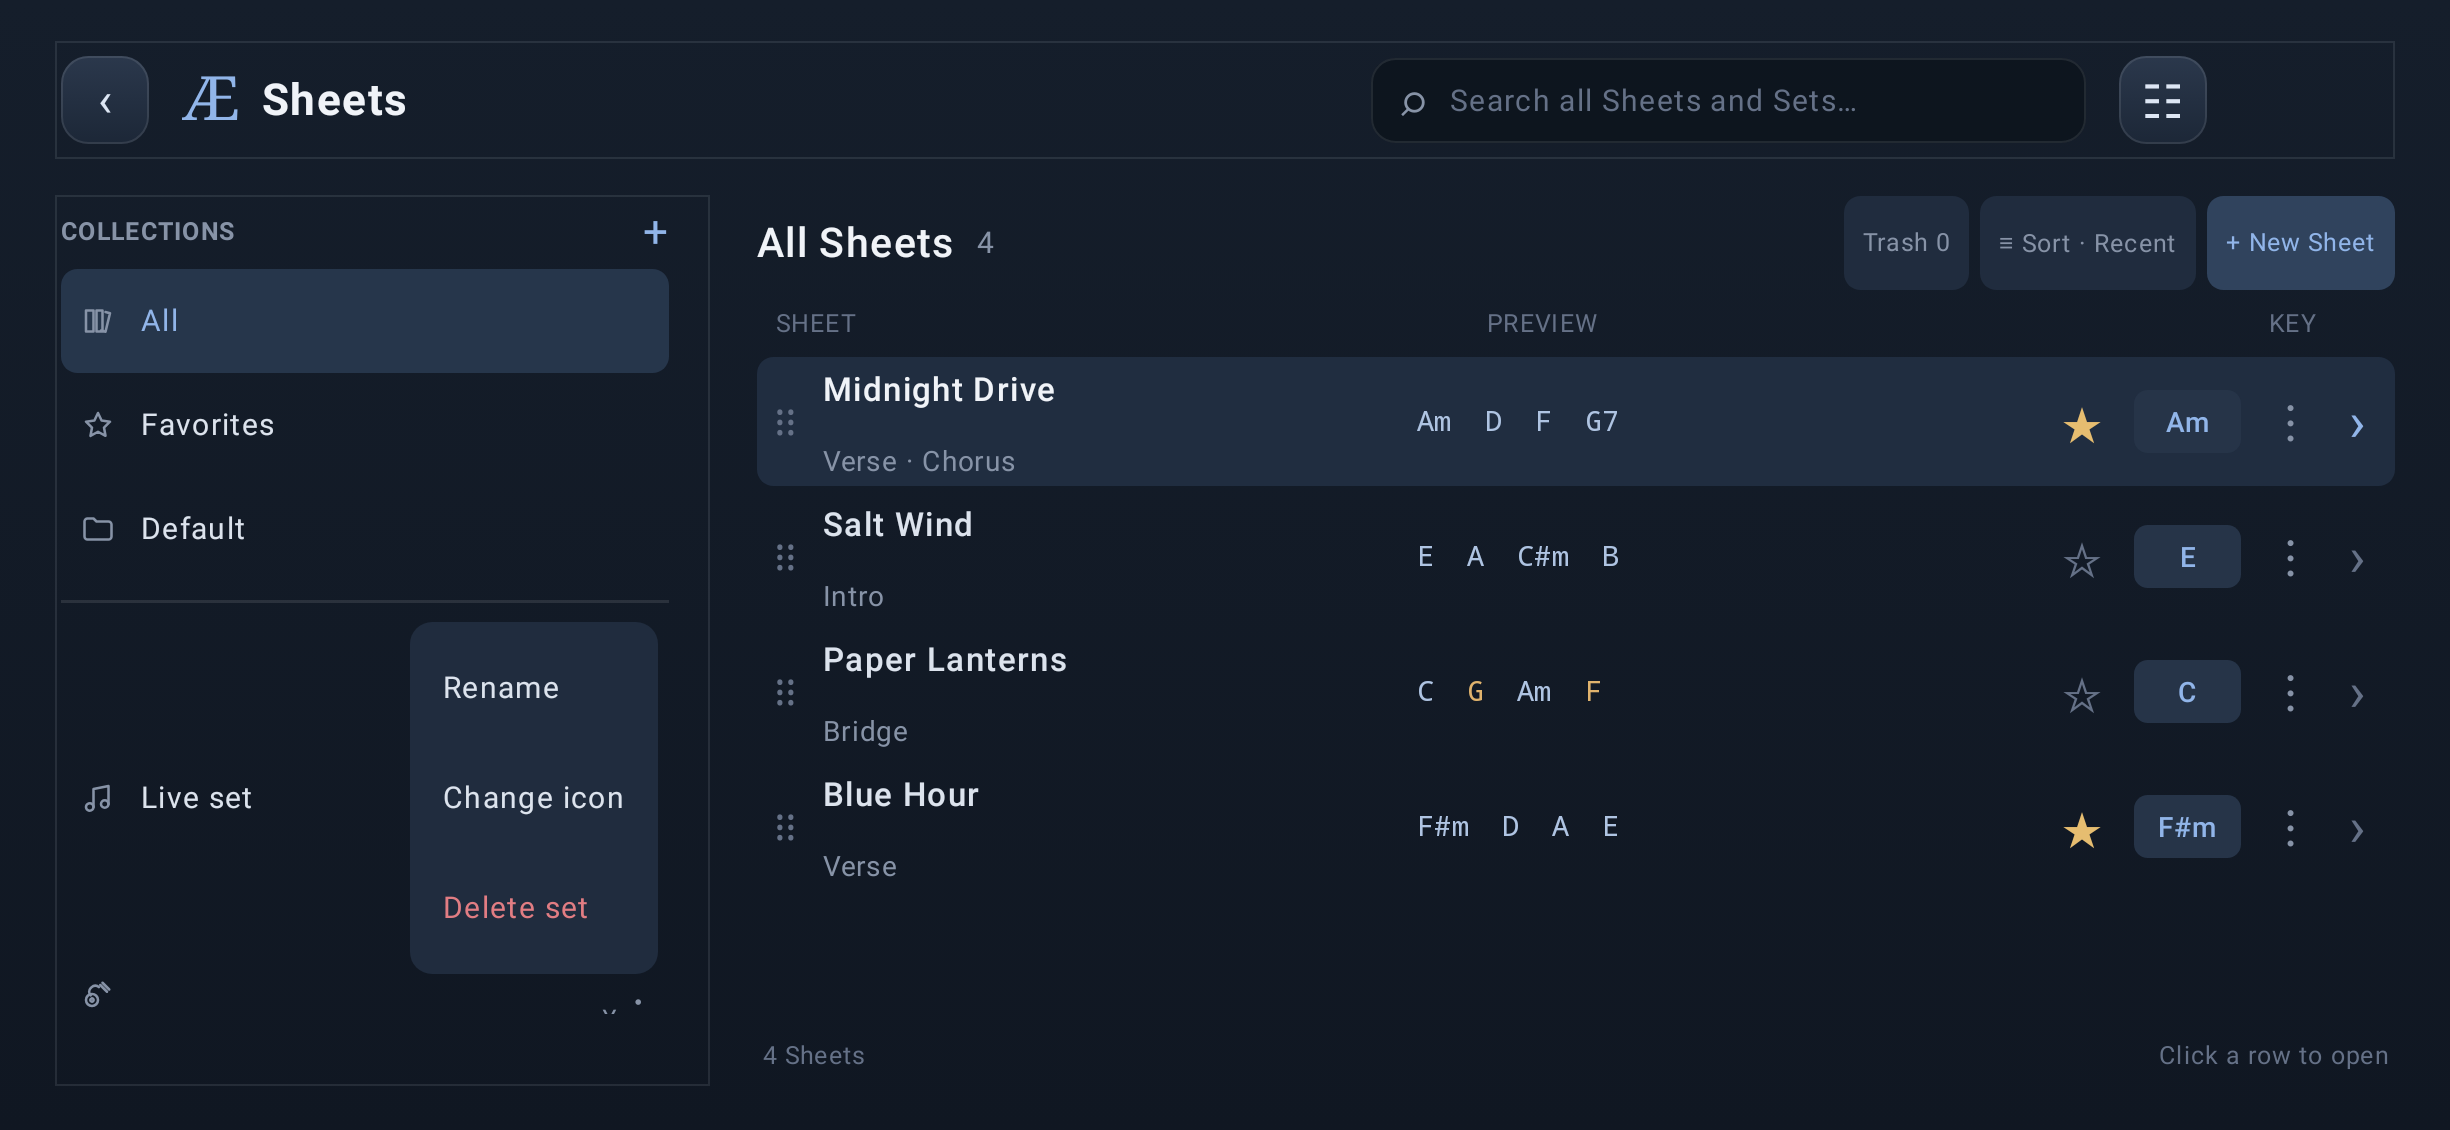 ‹ Æ Sheets
Search all Sheets and Sets…
COLLECTIONS +
All
Favorites
Default
Live set
Rename
Change icon
Delete set
All Sheets 4
Trash 0
≡ Sort · Recent
+ New Sheet
SHEET PREVIEW KEY
Midnight Drive
Verse · Chorus
Am D F G7
★ Am ⋮ ›
Salt Wind
Intro
E A C#m B
☆ E ⋮ ›
Paper Lanterns
Bridge
C G Am F
☆ C ⋮ ›
Blue Hour
Verse
F#m D A E
★ F#m ⋮ ›
4 Sheets
Click a row to open